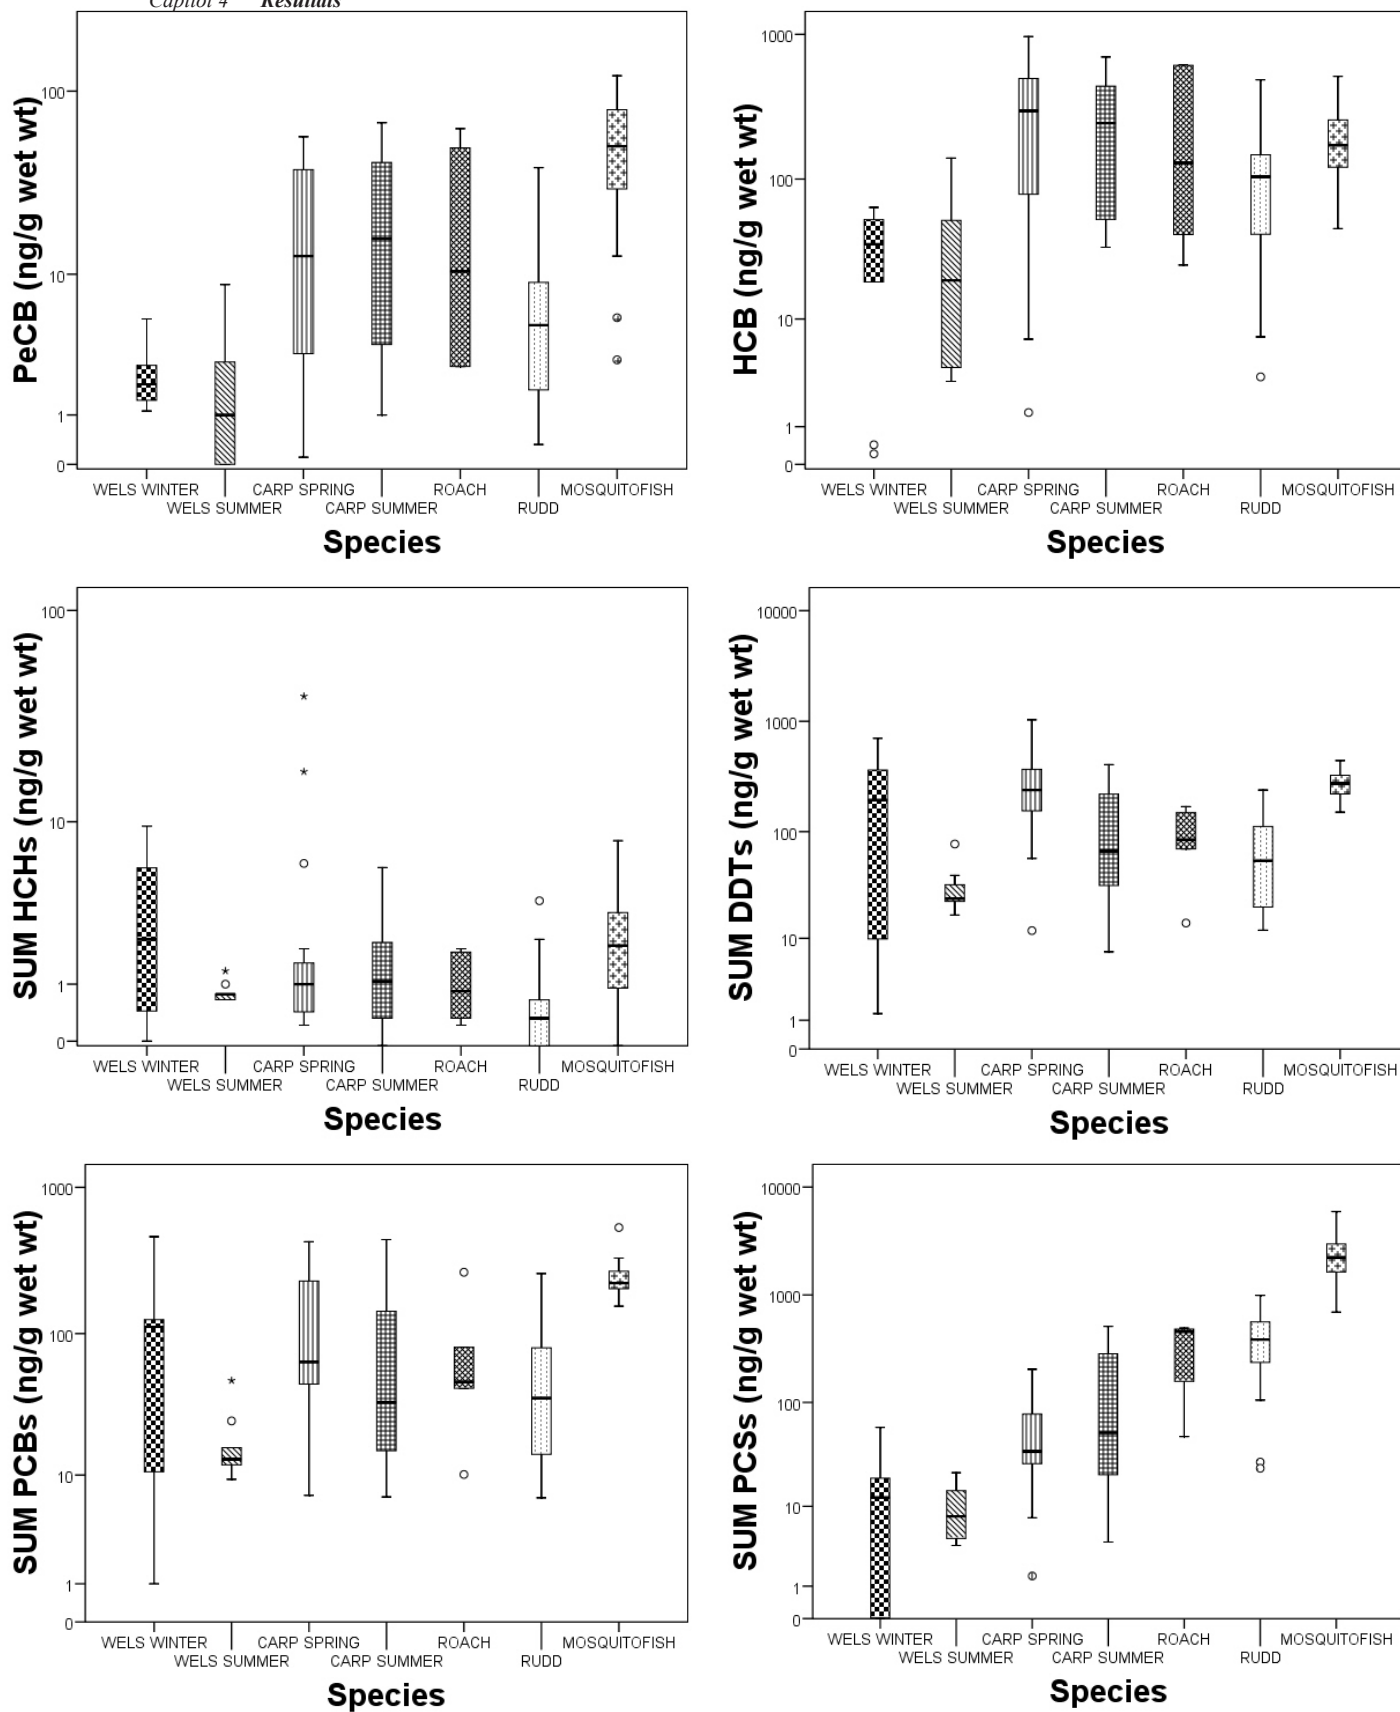 Capítol 4 Resultats
PeCB (ng/g wet wt)
100
10
1
0
WELS WINTER CARP SPRING ROACH MOSQUITOFISH
WELS SUMMER CARP SUMMER RUDD
Species
HCB (ng/g wet wt)
1000
100
10
1
0
WELS WINTER CARP SPRING ROACH MOSQUITOFISH
WELS SUMMER CARP SUMMER RUDD
Species
SUM HCHs (ng/g wet wt)
100
10
1
0
WELS WINTER CARP SPRING ROACH MOSQUITOFISH
WELS SUMMER CARP SUMMER RUDD
Species
SUM DDTs (ng/g wet wt)
10000
1000
100
10
1
0
WELS WINTER CARP SPRING ROACH MOSQUITOFISH
WELS SUMMER CARP SUMMER RUDD
Species
SUM PCBs (ng/g wet wt)
1000
100
10
1
0
WELS WINTER CARP SPRING ROACH MOSQUITOFISH
WELS SUMMER CARP SUMMER RUDD
Species
SUM PCSs (ng/g wet wt)
10000
1000
100
10
1
0
WELS WINTER CARP SPRING ROACH MOSQUITOFISH
WELS SUMMER CARP SUMMER RUDD
Species